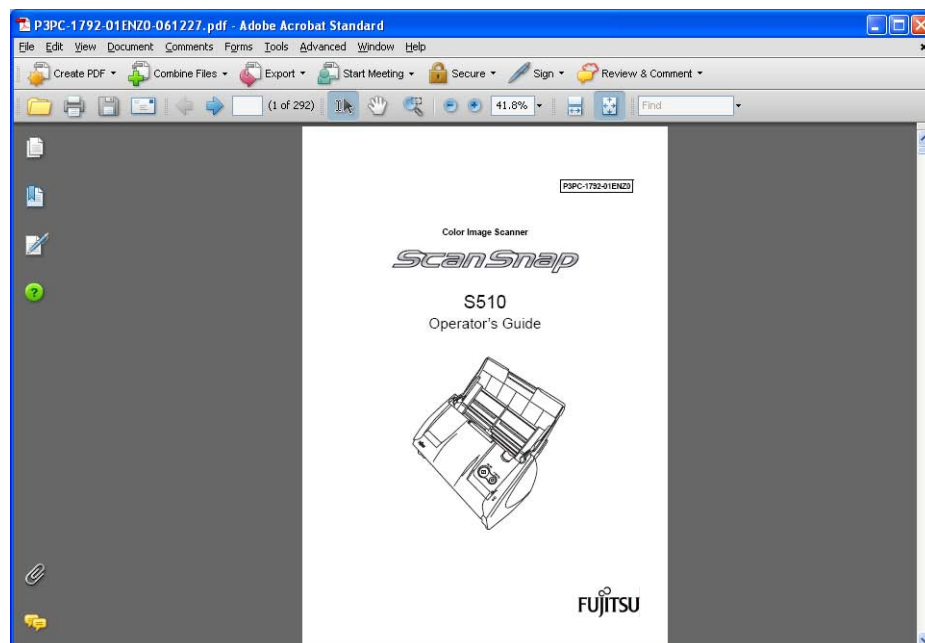 P3PC-1792-01ENZ0-061227.pdf - Adobe Acrobat Standard
File Edit View Document Comments Forms Tools Advanced Window Help
Create PDF Combine Files Export Start Meeting Secure Sign Review & Comment
(1 of 292) 41.8% Find
P3PC-1792-01ENZ0
Color Image Scanner
ScanSnap
S510
Operator's Guide
FUJITSU